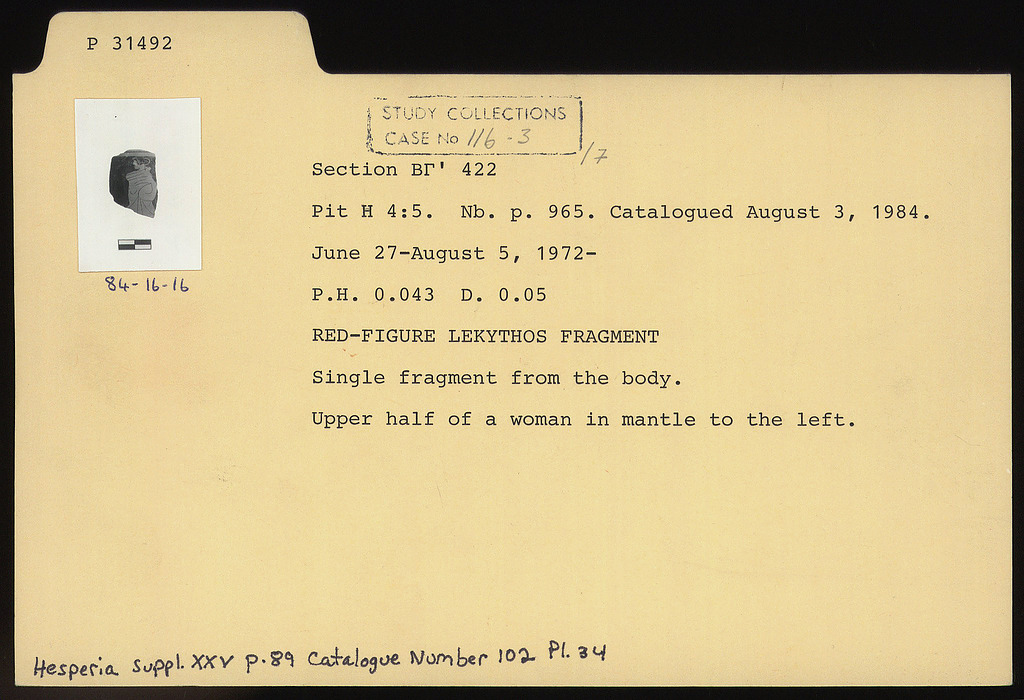 P 31492
STUDY COLLECTIONS
CASE No 116-3
/7
Section ΒΓ' 422
Pit H 4:5. Nb. p. 965. Catalogued August 3, 1984.
June 27-August 5, 1972-
84-16-16
P.H. 0.043 D. 0.05
RED-FIGURE LEKYTHOS FRAGMENT
Single fragment from the body.
Upper half of a woman in mantle to the left.
Hesperia Suppl. XXV p.89 Catalogue Number 102 Pl. 34